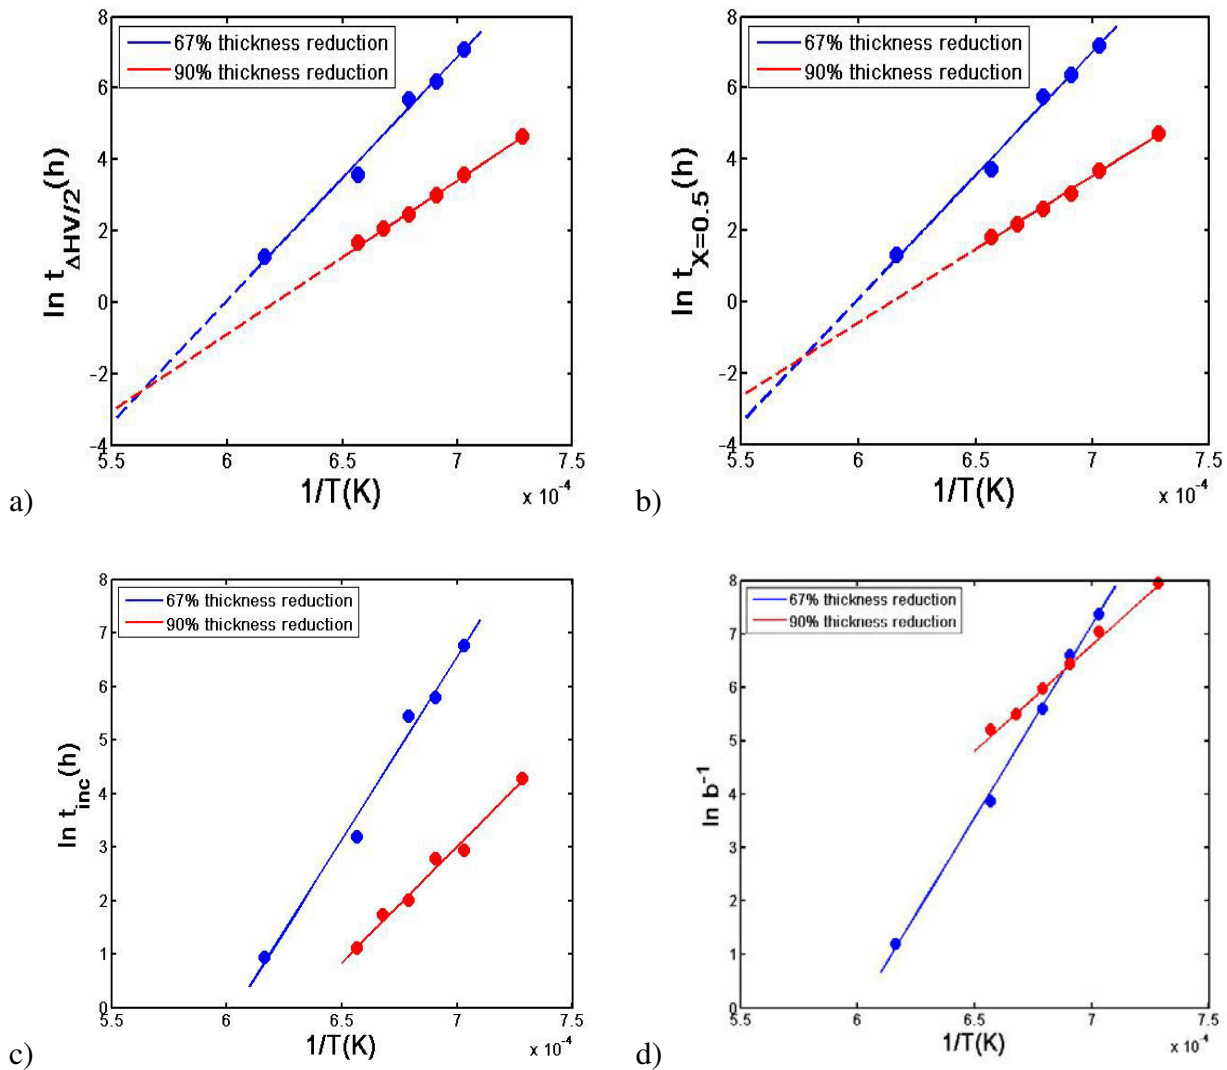 8
6
4
2
0
−2
−4
67% thickness reduction
90% thickness reduction
ln t ΔHV/2 (h)
5.5 6 6.5 7 7.5
1/T(K)
x 10⁻⁴
a)
8
6
4
2
0
−2
−4
67% thickness reduction
90% thickness reduction
ln t X=0.5 (h)
5.5 6 6.5 7 7.5
1/T(K)
x 10⁻⁴
b)
8
7
6
5
4
3
2
1
0
67% thickness reduction
90% thickness reduction
ln t inc (h)
5.5 6 6.5 7 7.5
1/T(K)
x 10⁻⁴
c)
8
7
6
5
4
3
2
1
0
67% thickness reduction
90% thickness reduction
ln b⁻¹
5.5 6 6.5 7 7.5
1/T(K)
x 10⁻⁴
d)